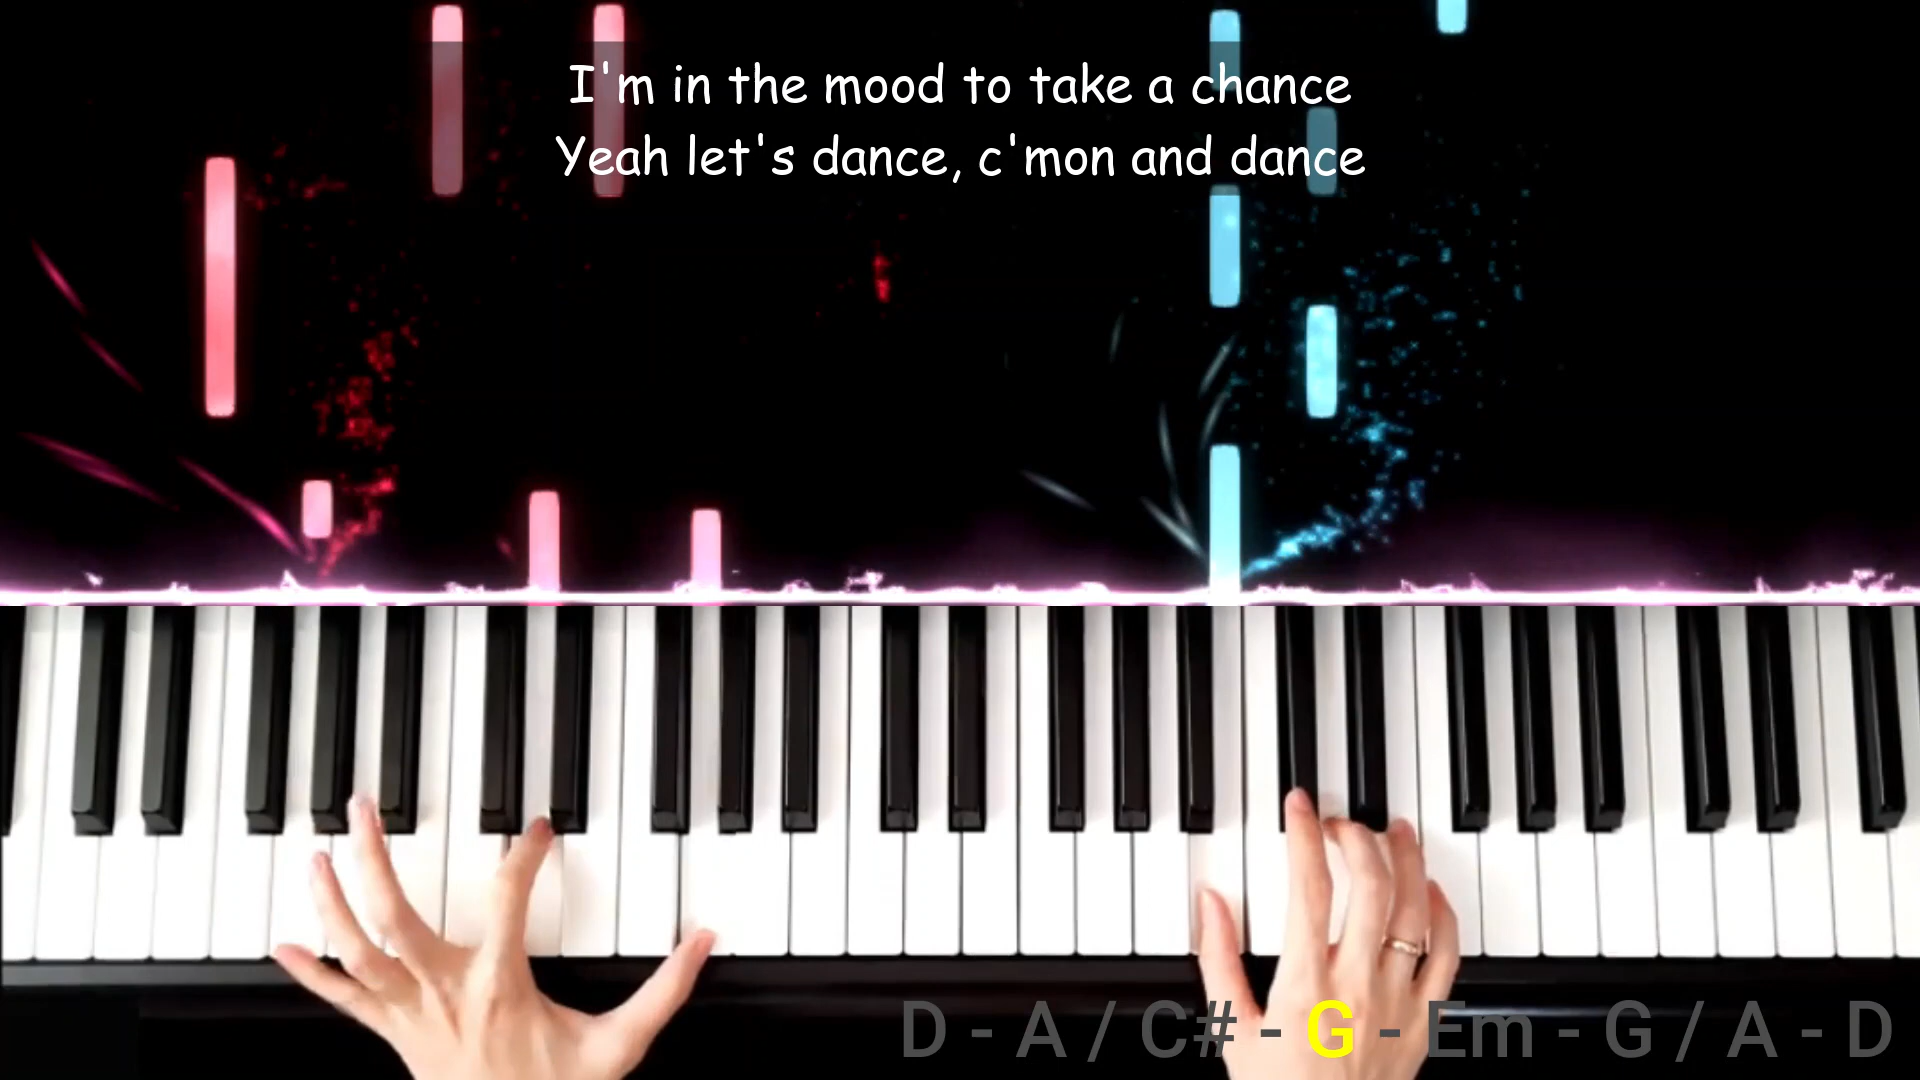 I'm in the mood to take a chance
Yeah let's dance, c'mon and dance
D - A / C# - G - Em - G / A - D